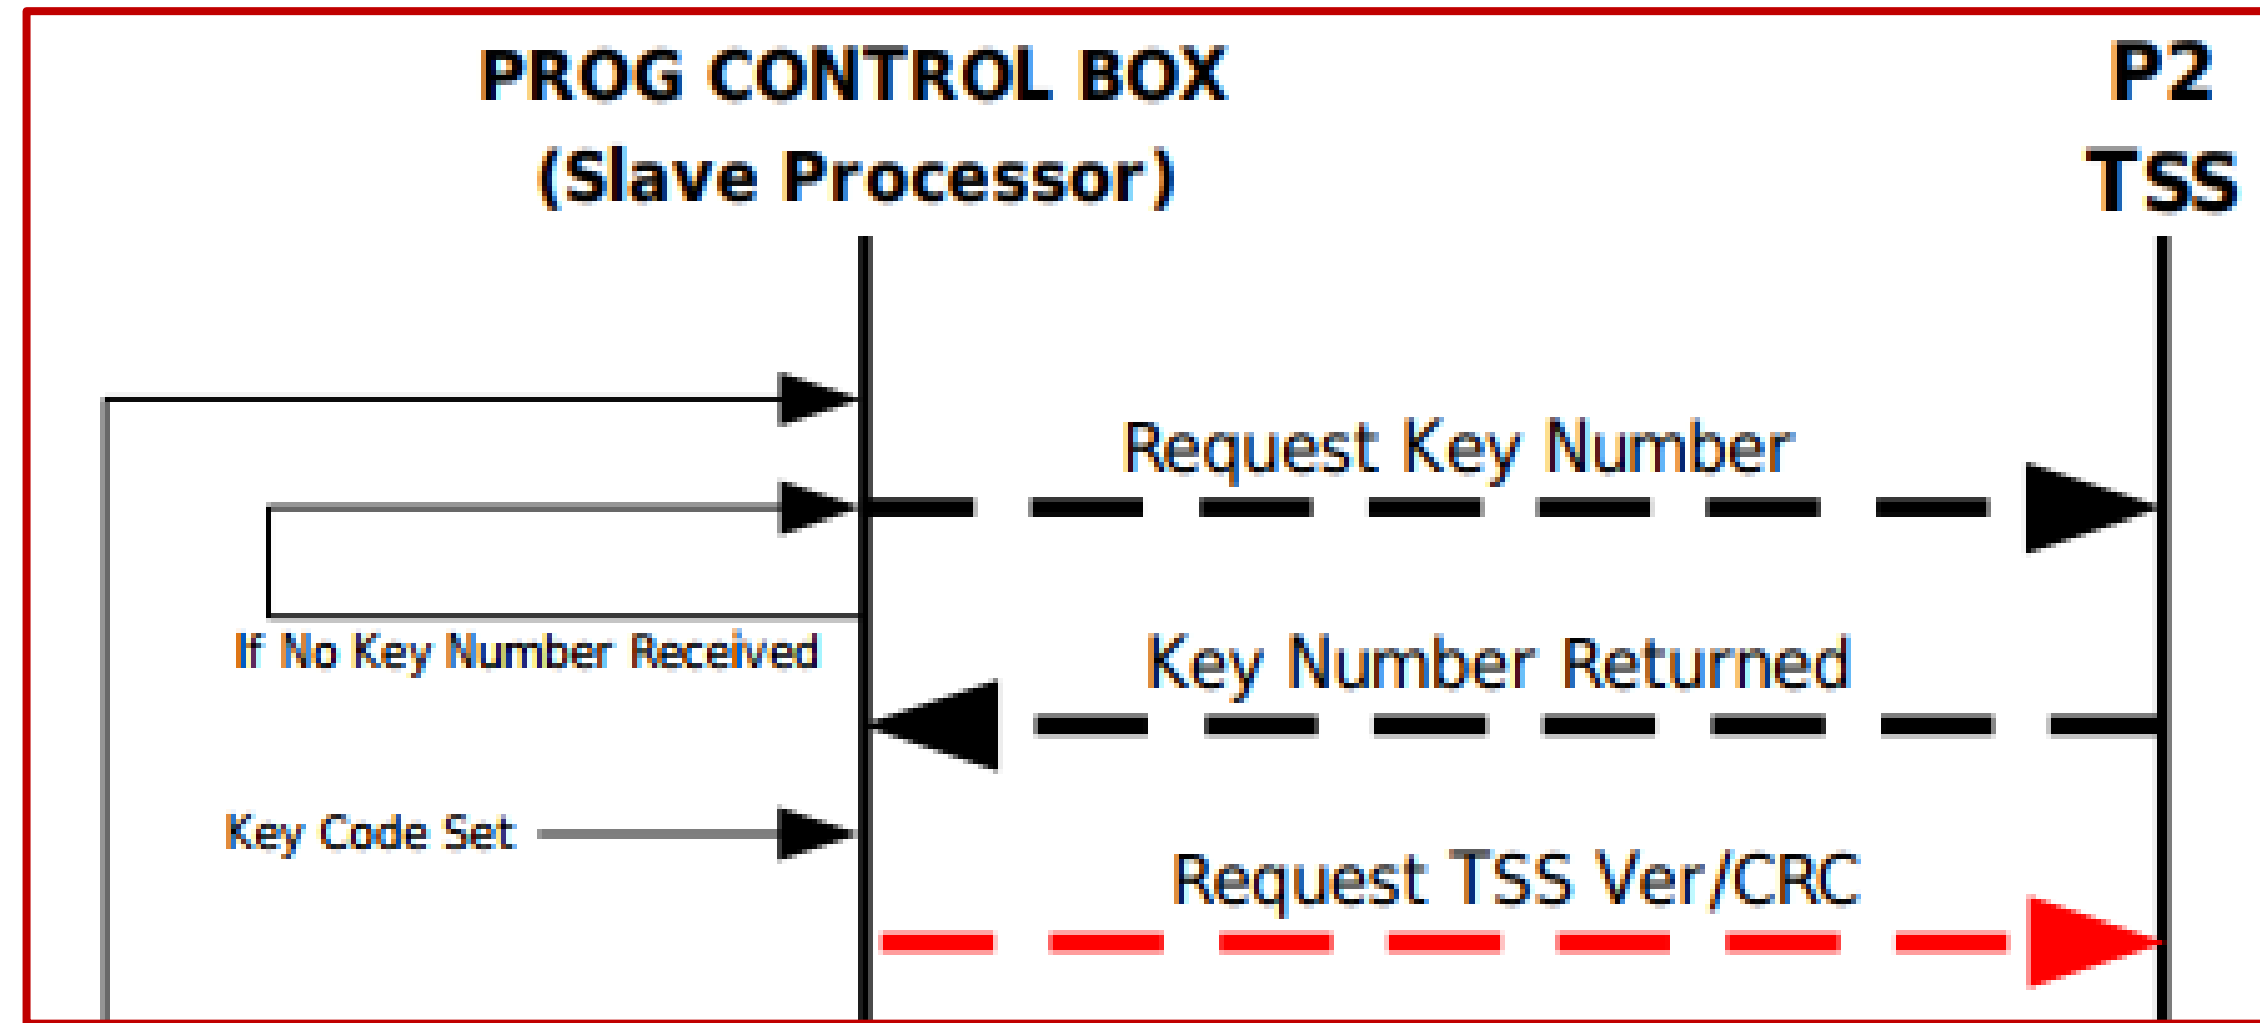 PROG CONTROL BOX
(Slave Processor)
P2
TSS
Request Key Number
If No Key Number Received
Key Number Returned
Key Code Set
Request TSS Ver/CRC